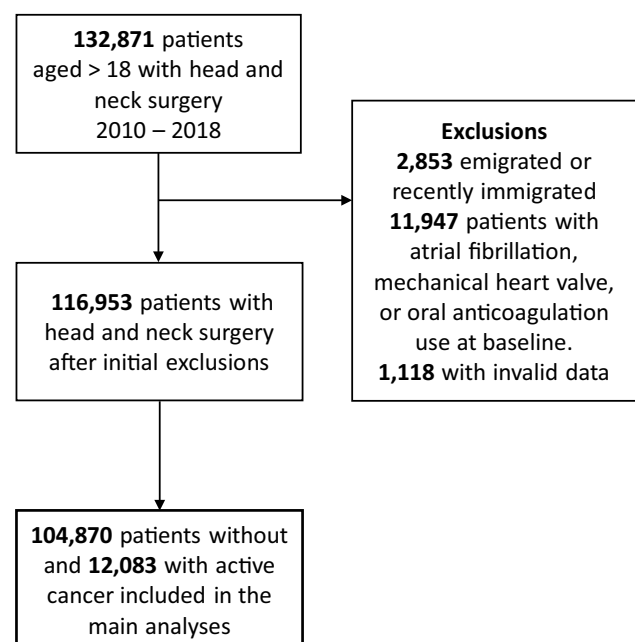 132,871 patients
aged > 18 with head and
neck surgery
2010 – 2018
Exclusions
2,853 emigrated or
recently immigrated
11,947 patients with
atrial fibrillation,
mechanical heart valve,
or oral anticoagulation
use at baseline.
1,118 with invalid data
116,953 patients with
head and neck surgery
after initial exclusions
104,870 patients without
and 12,083 with active
cancer included in the
main analyses